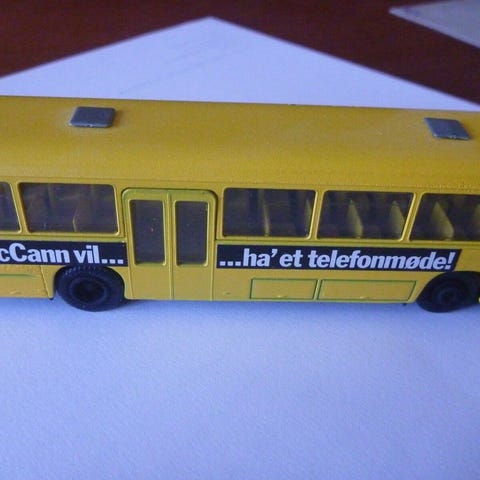 cCann vil...
...ha' et telefonmøde!